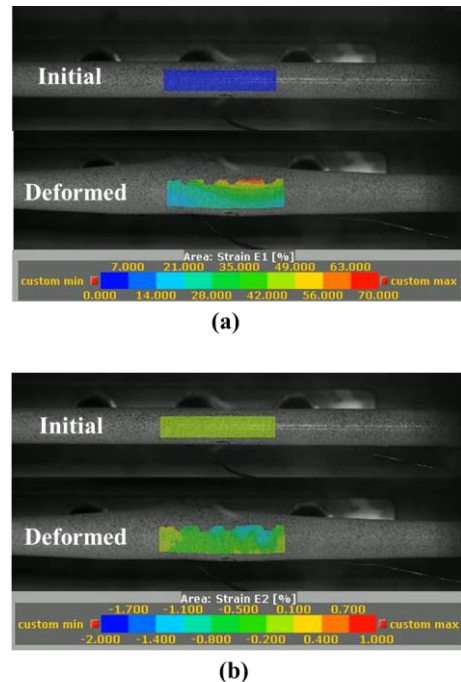 Initial
Deformed
Area: Strain E1 [%]
7.000 21.000 35.000 49.000 63.000
custom min custom max
0.000 14.000 28.000 42.000 56.000 70.000
(a)
Initial
Deformed
Area: Strain E2 [%]
-1.700 -1.100 -0.500 0.100 0.700
custom min custom max
-2.000 -1.400 -0.800 -0.200 0.400 1.000
(b)